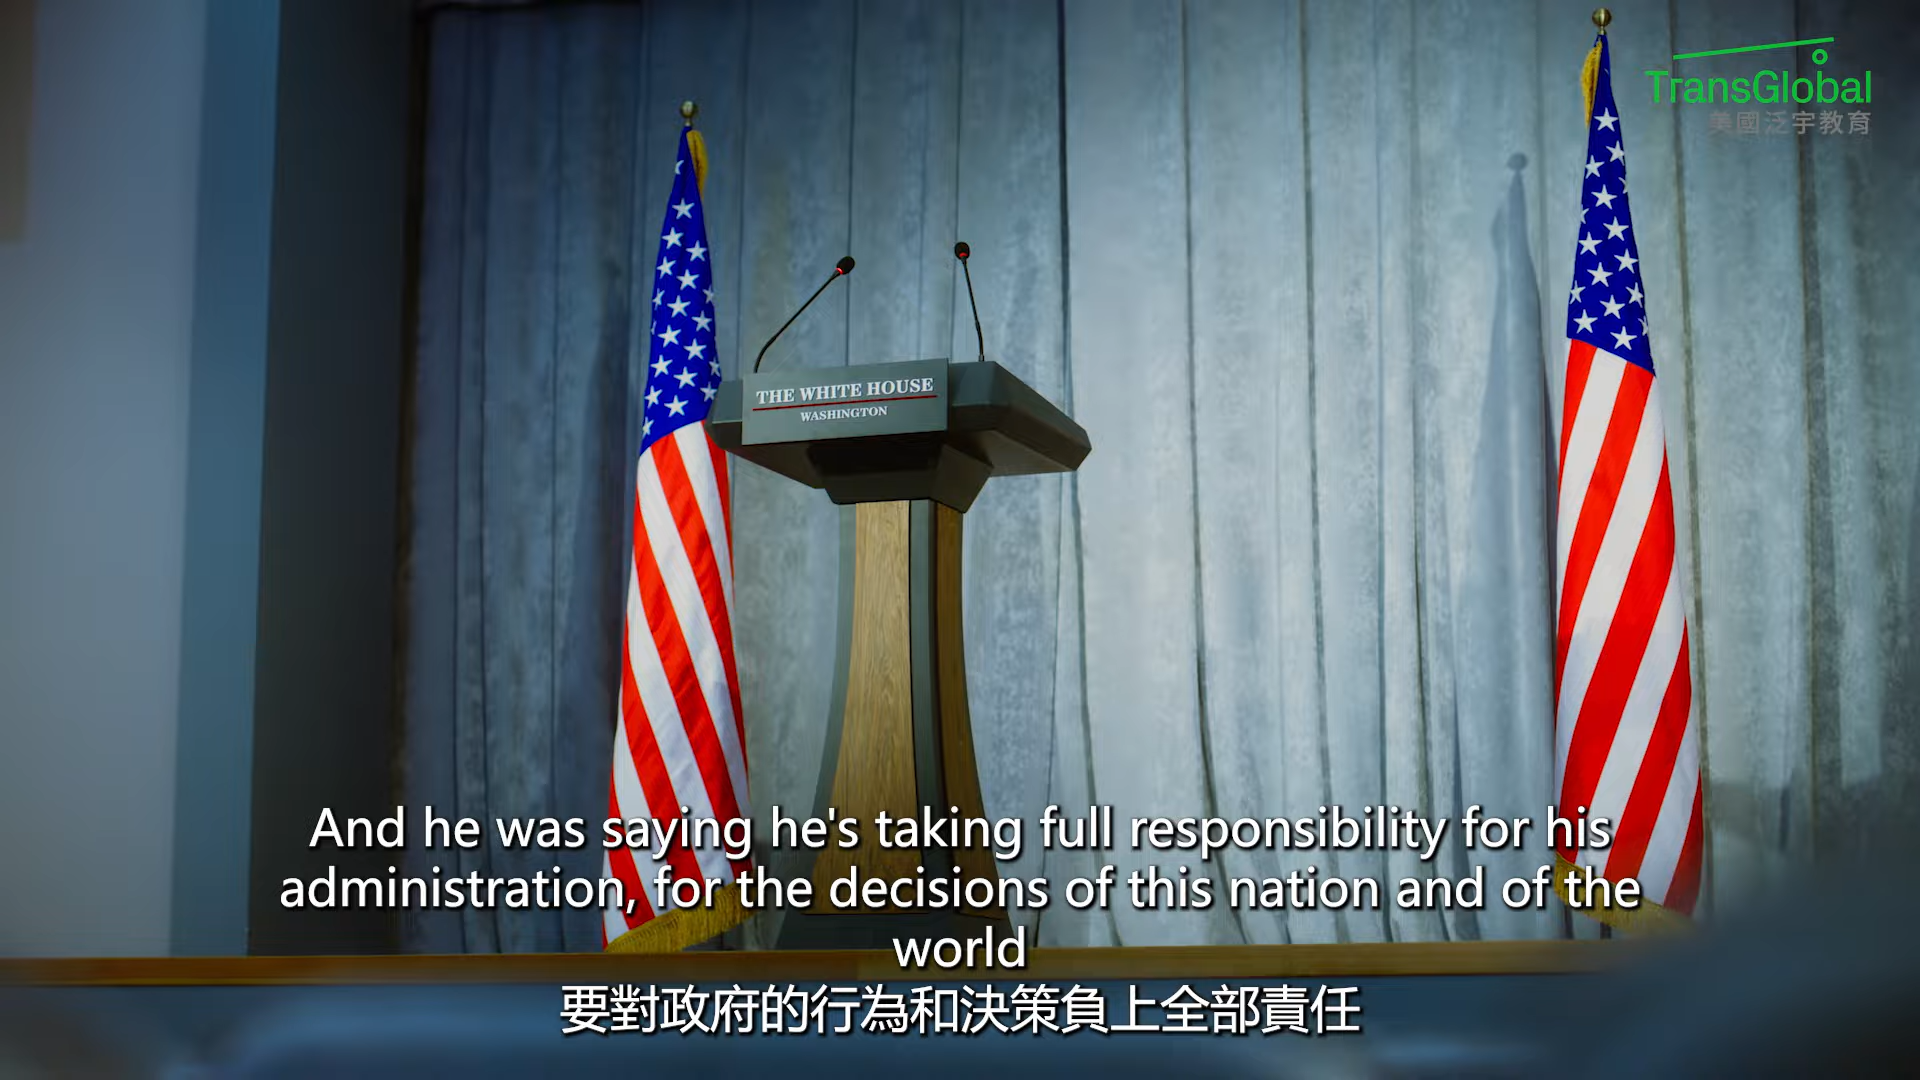 TransGlobal
美國泛宇教育
THE WHITE HOUSE
WASHINGTON
And he was saying he's taking full responsibility for his
administration, for the decisions of this nation and of the
world
要對政府的行為和決策負上全部責任